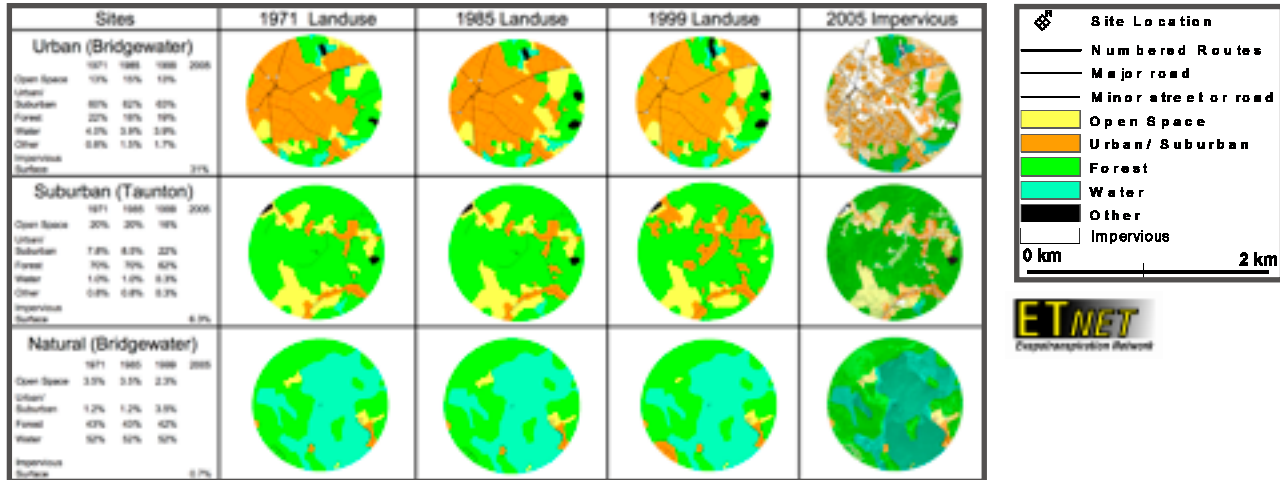 Sites 1971 Landuse 1985 Landuse 1999 Landuse 2005 Impervious
Urban (Bridgewater)
1971 1985 1999 2005
Open Space 13% 15% 13%
Urban/
Suburban 60% 62% 63%
Forest 22% 18% 18%
Water 4.0% 3.9% 3.9%
Other 0.8% 1.5% 1.7%
Impervious
Surface 31%
Suburban (Taunton)
1971 1985 1999 2005
Open Space 20% 20% 16%
Urban/
Suburban 7.8% 8.0% 22%
Forest 70% 70% 62%
Water 1.0% 1.0% 0.3%
Other 0.8% 0.8% 0.3%
Impervious
Surface 6.3%
Natural (Bridgewater)
1971 1985 1999 2005
Open Space 3.5% 3.5% 2.3%
Urban/
Suburban 1.2% 1.2% 3.5%
Forest 43% 43% 42%
Water 52% 52% 52%
Impervious
Surface 0.7%
N
Site Location
Numbered Routes
Major road
Minor street or road
Open Space
Urban/ Suburban
Forest
Water
Other
Impervious
0 km 2 km
ETNET
Evapotranspiration Network